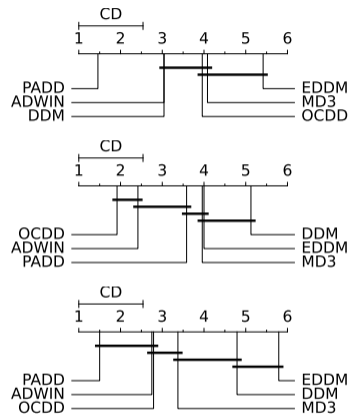 CD
1 2 3 4 5 6
PADD EDDM
ADWIN MD3
DDM OCDD
CD
1 2 3 4 5 6
OCDD DDM
ADWIN EDDM
PADD MD3
CD
1 2 3 4 5 6
PADD EDDM
ADWIN DDM
OCDD MD3